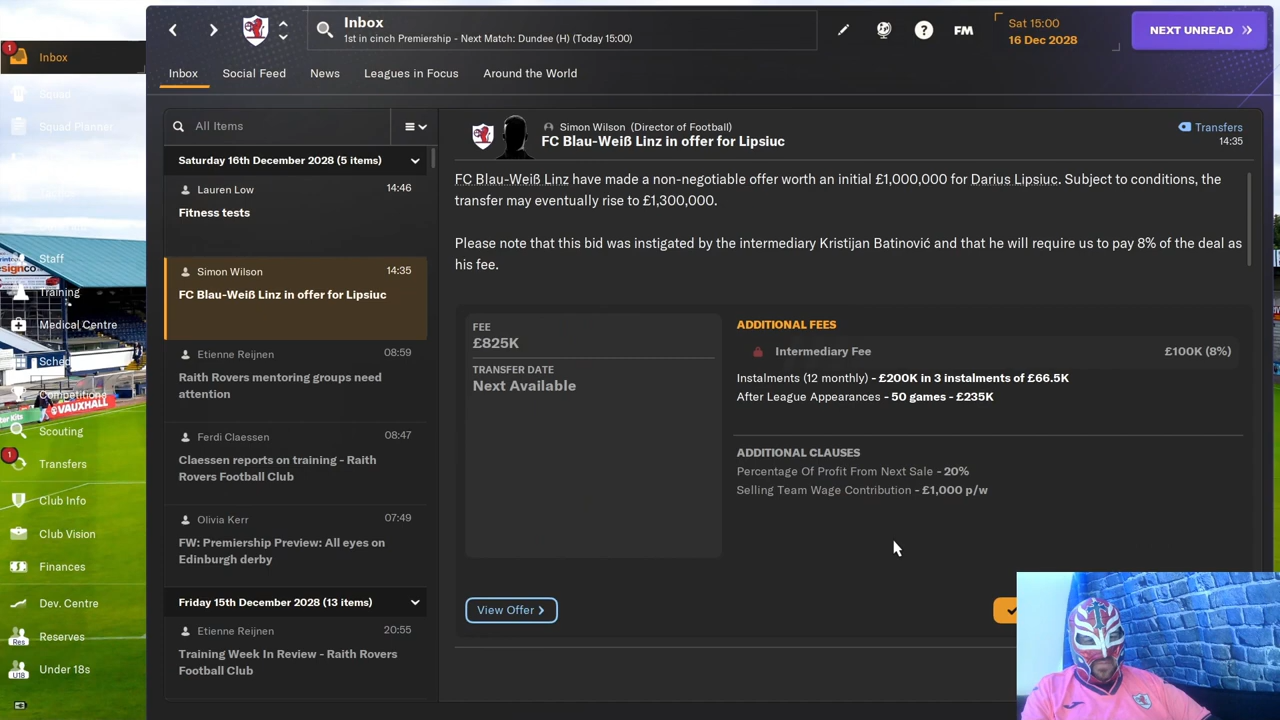 Inbox
1st in cinch Premiership - Next Match: Dundee (H) (Today 15:00)
FM
Sat 15:00
16 Dec 2028
NEXT UNREAD
1
Inbox
Squad
Squad Planner
Staff
Training
Medical Centre
Sched
Competitions
Scouting
1
Transfers
Club Info
Club Vision
Finances
Dev. Centre
Res
Reserves
U18
Under 18s
Inbox
Social Feed
News
Leagues in Focus
Around the World
All Items
Saturday 16th December 2028 (5 items)
Lauren Low
14:46
Fitness tests
Simon Wilson
14:35
FC Blau-Weiß Linz in offer for Lipsiuc
Etienne Reijnen
08:59
Raith Rovers mentoring groups need
attention
Ferdi Claessen
08:47
Claessen reports on training - Raith
Rovers Football Club
Olivia Kerr
07:49
FW: Premiership Preview: All eyes on
Edinburgh derby
Friday 15th December 2028 (13 items)
Etienne Reijnen
20:55
Training Week In Review - Raith Rovers
Football Club
Simon Wilson (Director of Football)
FC Blau-Weiß Linz in offer for Lipsiuc
Transfers
14:35
FC Blau-Weiß Linz have made a non-negotiable offer worth an initial £1,000,000 for Darius Lipsiuc. Subject to conditions, the
transfer may eventually rise to £1,300,000.
Please note that this bid was instigated by the intermediary Kristijan Batinović and that he will require us to pay 8% of the deal as
his fee.
FEE
£825K
TRANSFER DATE
Next Available
ADDITIONAL FEES
Intermediary Fee
£100K (8%)
Instalments (12 monthly) - £200K in 3 instalments of £66.5K
After League Appearances - 50 games - £235K
ADDITIONAL CLAUSES
Percentage Of Profit From Next Sale - 20%
Selling Team Wage Contribution - £1,000 p/w
View Offer
VAUXHALL